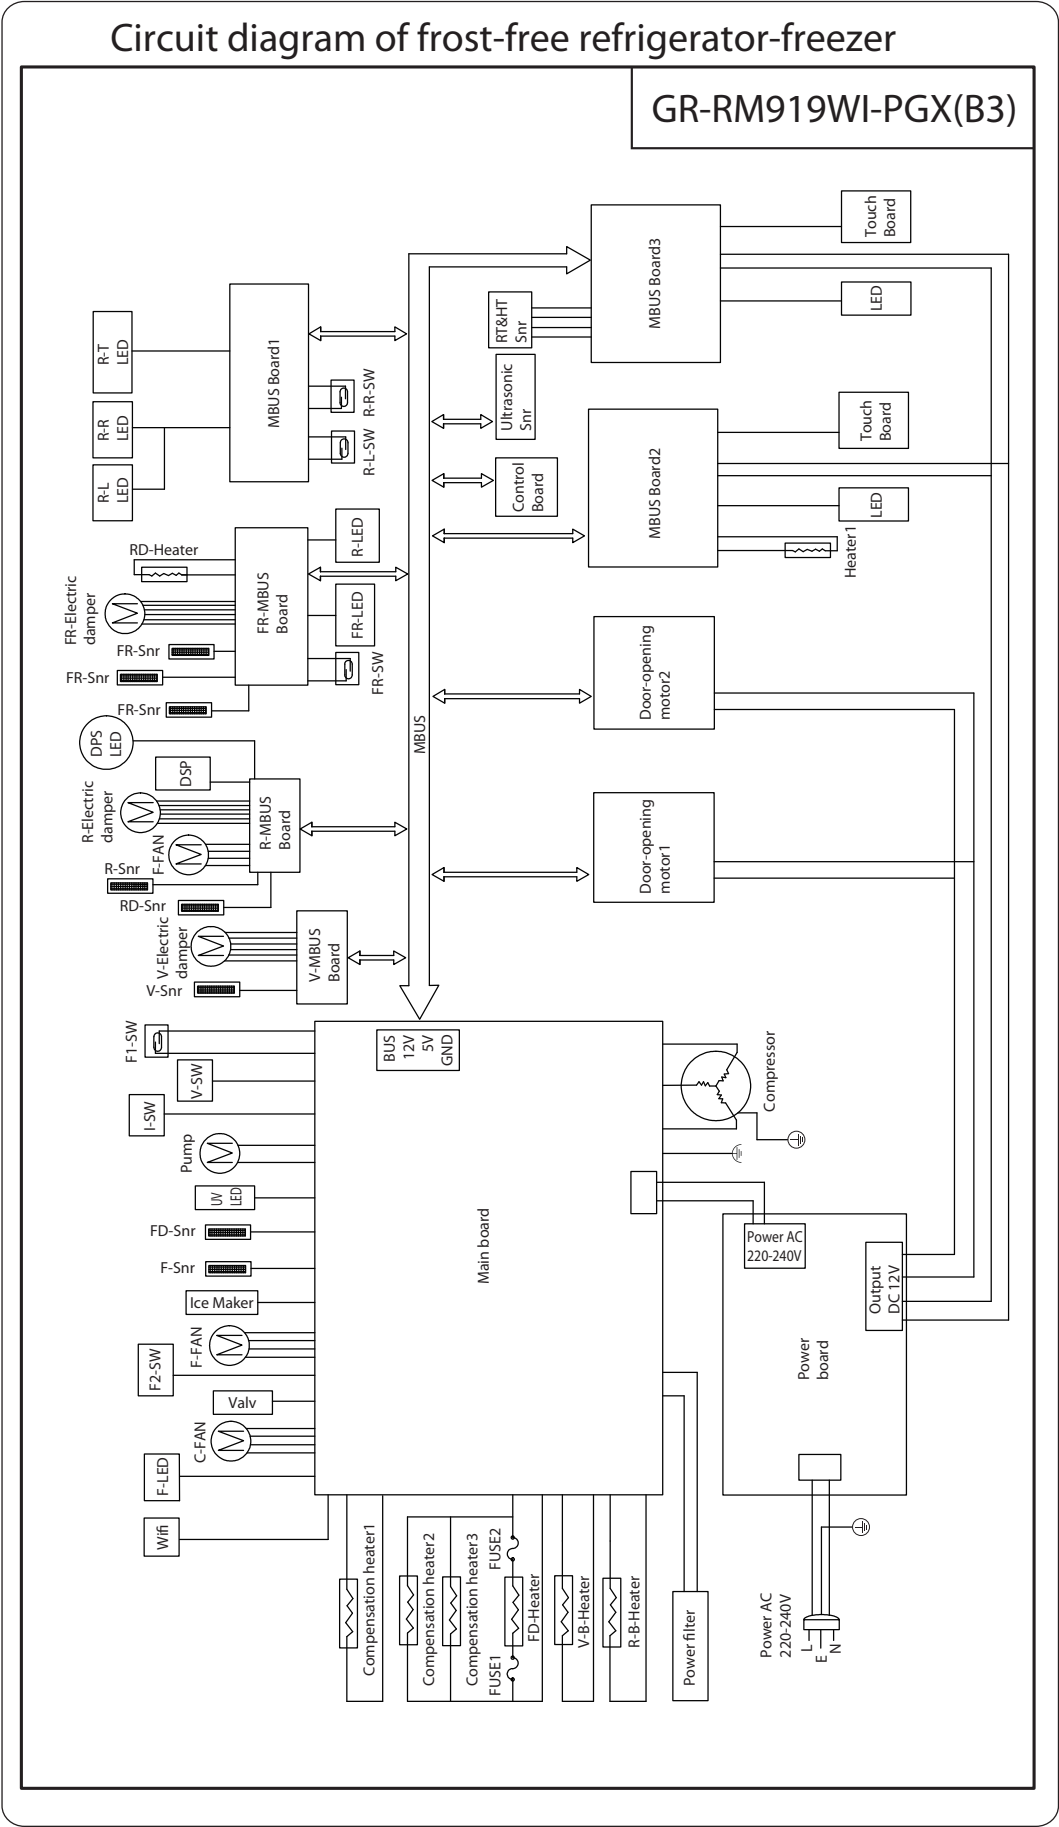 Circuit diagram of frost-free refrigerator-freezer
GR-RM919WI-PGX(B3)
Touch
Board
MBUS Board3
LED
RT&HT
Snr
R-T
LED
MBUS Board1
R-R
LED
R-R-SW
R-L-SW
R-L
LED
Ultrasonic
Snr
Control
Board
Touch
Board
MBUS Board2
LED
Heater1
RD-Heater
R-LED
FR-Electric
damper
FR-MBUS
Board
M
FR-LED
FR-Snr
FR-Snr
FR-SW
FR-Snr
MBUS
Door-opening
motor2
DPS
LED
DSP
R-Electric
damper
M
R-MBUS
Board
F-FAN
M
R-Snr
RD-Snr
Door-opening
motor1
V-Electric
damper
M
V-MBUS
Board
V-Snr
F1-SW
BUS
12V
5V
GND
V-SW
I-SW
Compressor
Pump
M
UV
LED
FD-Snr
F-Snr
Ice Maker
Main board
Power AC
220-240V
Output
DC 12V
F-FAN
M
F2-SW
Power
board
Valv
C-FAN
M
F-LED
Wifi
Compensation heater1
Compensation heater2
Compensation heater3
FUSE2
FUSE1
FD-Heater
V-B-Heater
R-B-Heater
Power filter
Power AC
220-240V
L
E
N